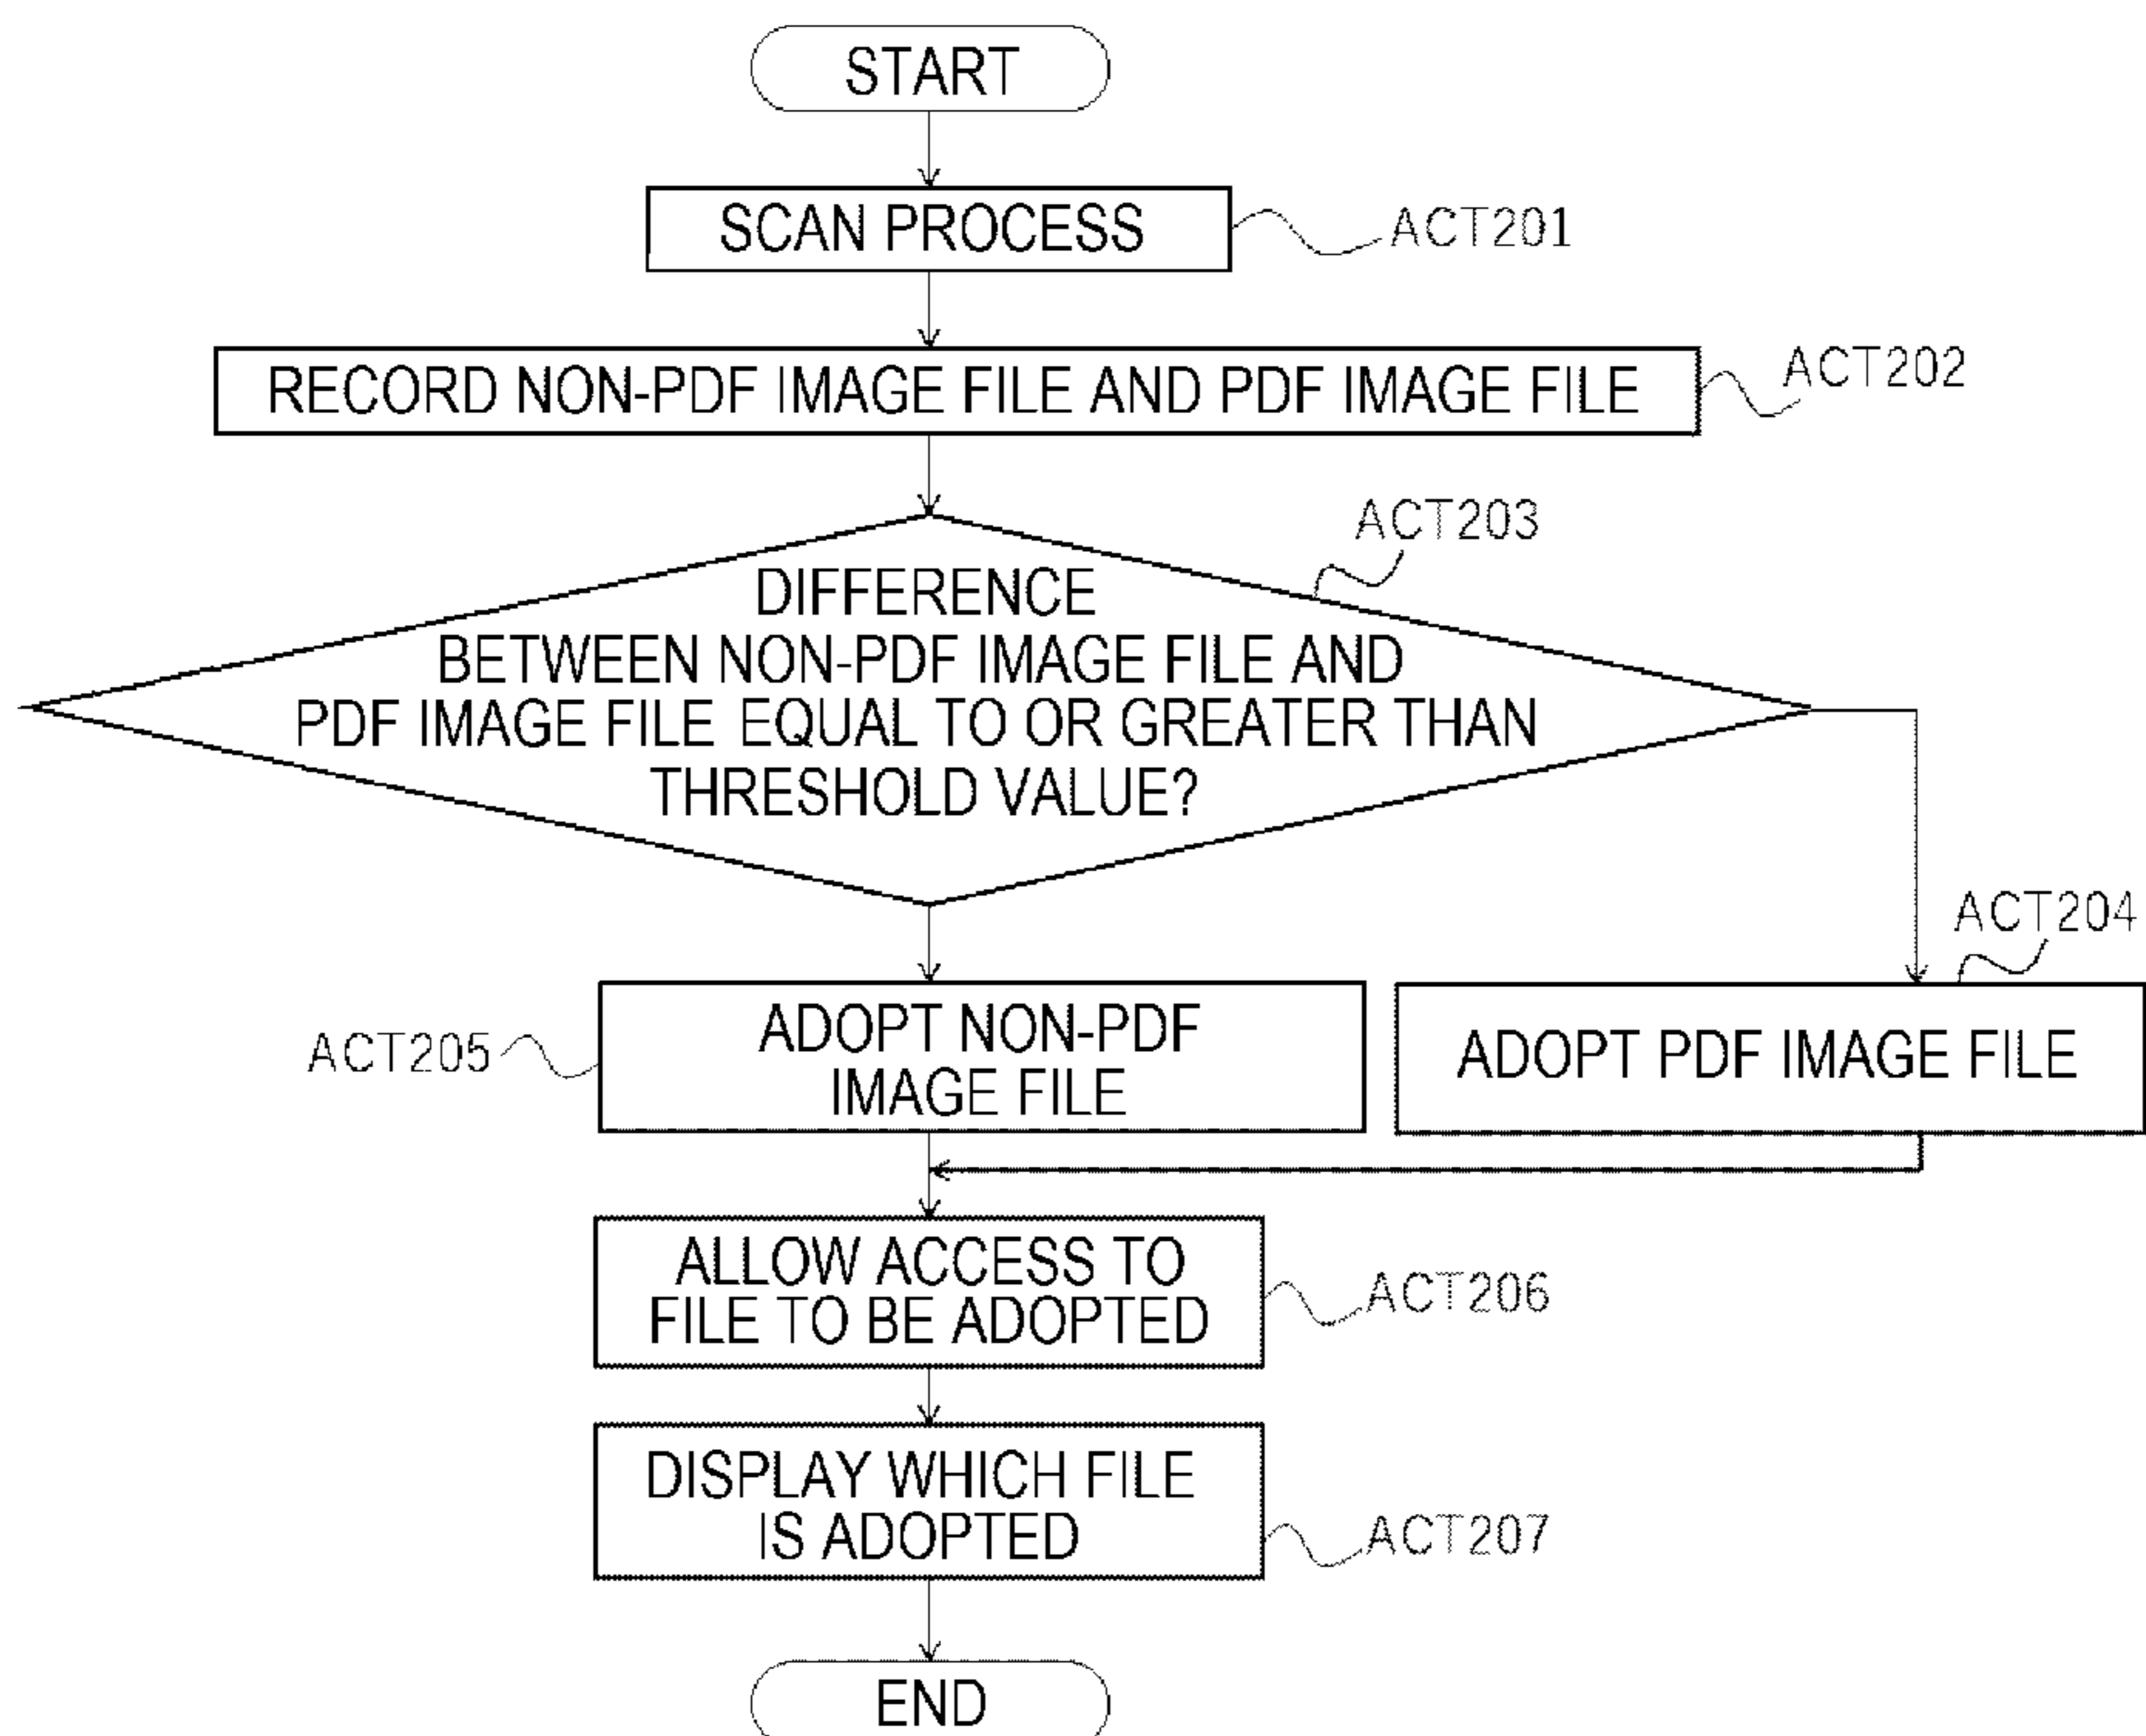 START
SCAN PROCESS
ACT201
RECORD NON-PDF IMAGE FILE AND PDF IMAGE FILE
ACT202
ACT203
DIFFERENCE
BETWEEN NON-PDF IMAGE FILE AND
PDF IMAGE FILE EQUAL TO OR GREATER THAN
THRESHOLD VALUE?
ACT204
ACT205
ADOPT NON-PDF
IMAGE FILE
ADOPT PDF IMAGE FILE
ALLOW ACCESS TO
FILE TO BE ADOPTED
ACT206
DISPLAY WHICH FILE
IS ADOPTED
ACT207
END